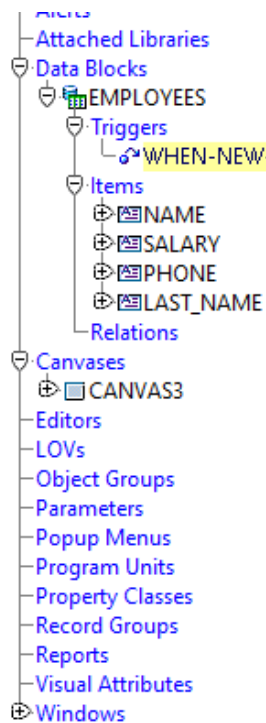 Alerts
Attached Libraries
Data Blocks
EMPLOYEES
Triggers
WHEN-NEW
Items
NAME
SALARY
PHONE
LAST_NAME
Relations
Canvases
CANVAS3
Editors
LOVs
Object Groups
Parameters
Popup Menus
Program Units
Property Classes
Record Groups
Reports
Visual Attributes
Windows